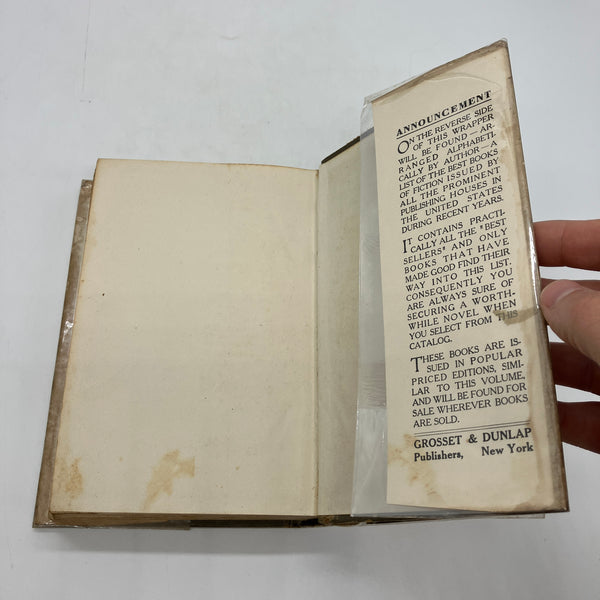 ANNOUNCEMENT
ON THE REVERSE SIDE
OF THIS WRAPPER
WILL BE FOUND — AR-
RANGED ALPHABETI-
CALLY BY AUTHOR — A
LIST OF THE BEST BOOKS
OF FICTION ISSUED BY
ALL THE PROMINENT
PUBLISHING HOUSES IN
THE UNITED STATES
DURING RECENT YEARS.
IT CONTAINS PRACTI-
CALLY ALL THE "BEST
SELLERS" AND ONLY
BOOKS THAT HAVE
MADE GOOD FIND THEIR
WAY INTO THIS LIST.
CONSEQUENTLY YOU
ARE ALWAYS SURE OF
SECURING A WORTH-
WHILE NOVEL WHEN
YOU SELECT FROM THIS
CATALOG.
THESE BOOKS ARE IS-
SUED IN POPULAR
PRICED EDITIONS, SIMI-
LAR TO THIS VOLUME,
AND WILL BE FOUND FOR
SALE WHEREVER BOOKS
ARE SOLD.
GROSSET & DUNLAP
Publishers, New York